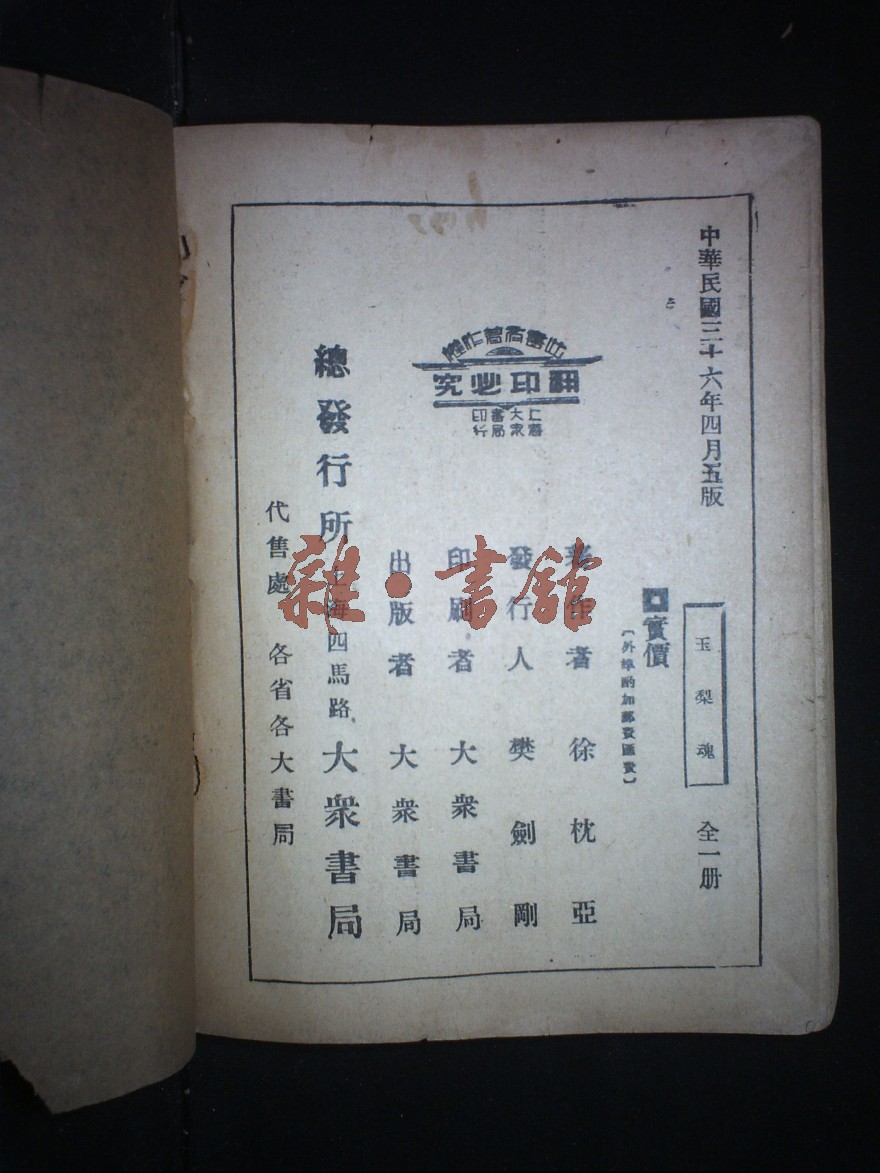 中華民國三十六年四月五版
玉梨魂
全一册
實價
〔外埠酌加郵費匯費〕
著作者 徐枕亞
發行人 樊劍剛
印刷者 大衆書局
出版者 大衆書局
此書有著作權
翻印必究
上海
大衆
書局
印行
總發行所 上海四馬路 大衆書局
代售處 各省各大書局
雜·書館